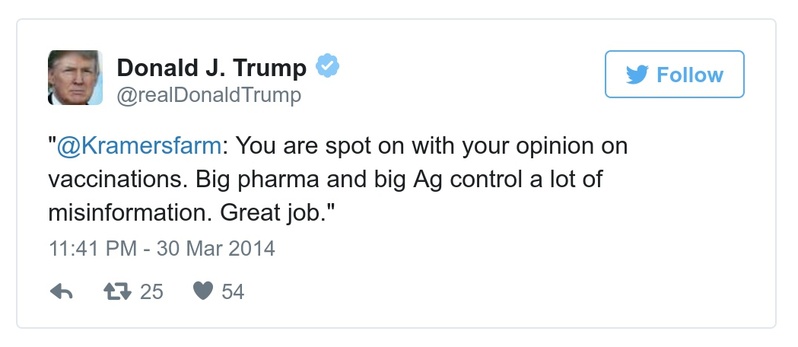 Donald J. Trump
@realDonaldTrump
Follow
"@Kramersfarm: You are spot on with your opinion on
vaccinations. Big pharma and big Ag control a lot of
misinformation. Great job."
11:41 PM - 30 Mar 2014
25 54